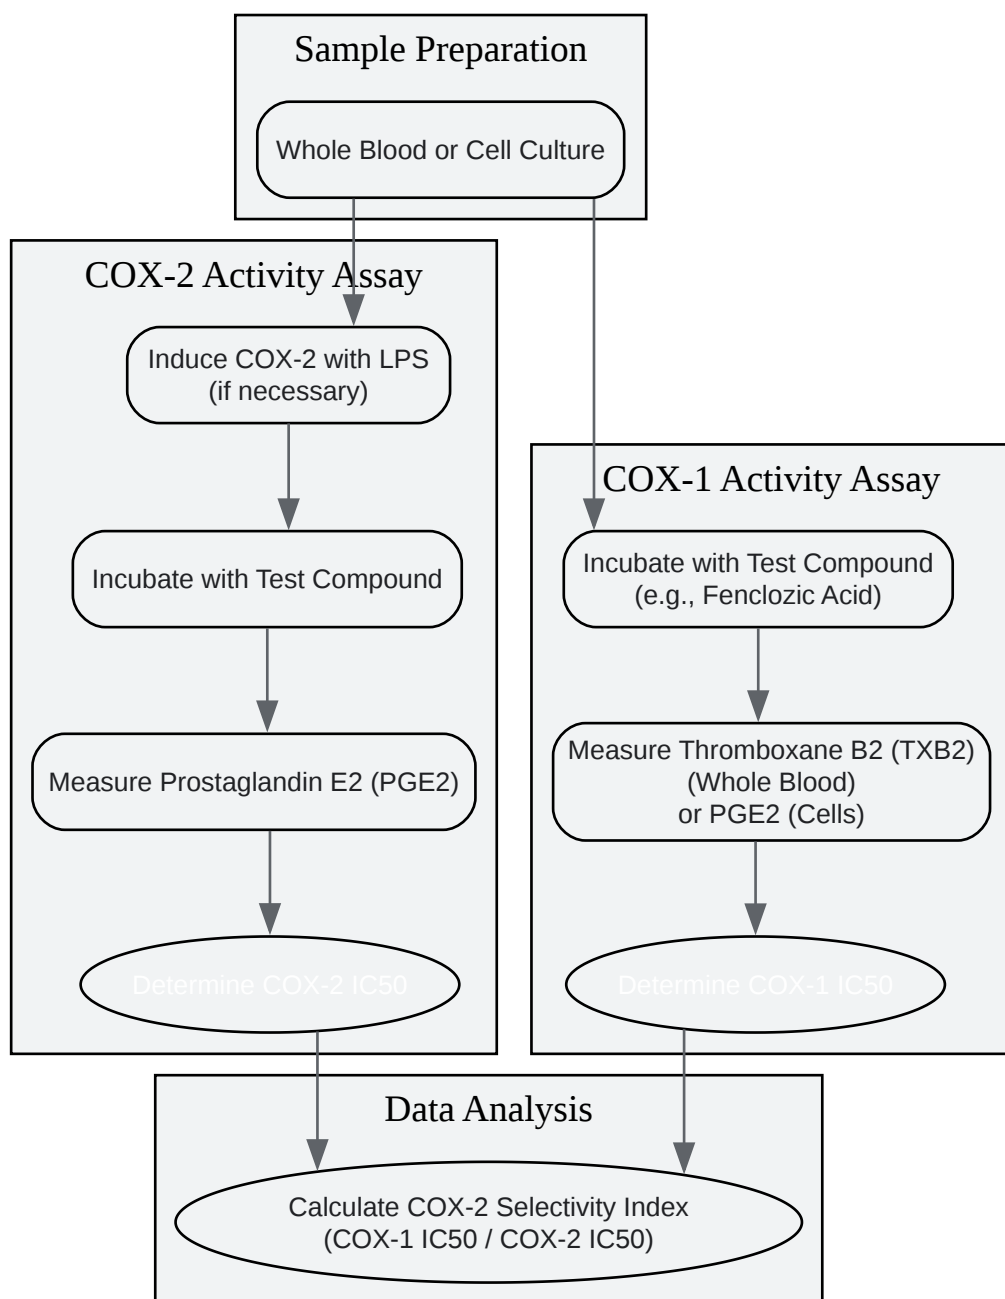 Sample Preparation
Whole Blood or Cell Culture
COX-2 Activity Assay
Induce COX-2 with LPS
(if necessary)
Incubate with Test Compound
Measure Prostaglandin E2 (PGE2)
Determine COX-2 IC50
COX-1 Activity Assay
Incubate with Test Compound
(e.g., Fenclozic Acid)
Measure Thromboxane B2 (TXB2)
(Whole Blood)
or PGE2 (Cells)
Determine COX-1 IC50
Data Analysis
Calculate COX-2 Selectivity Index
(COX-1 IC50 / COX-2 IC50)